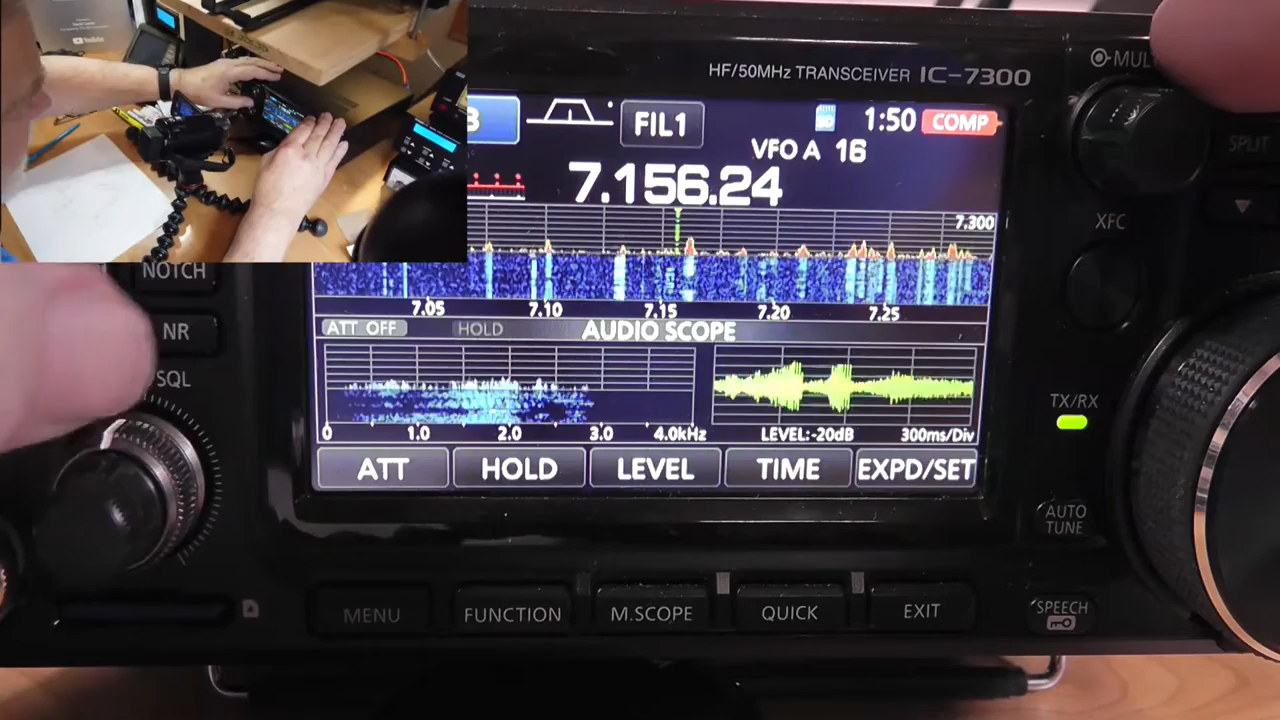 YouTube
HF/50MHz TRANSCEIVER IC-7300
MUL
FIL1
1:50 COMP
VFO A 16
7.156.24
SPLIT
XFC
7.300
NOTCH
7.05 7.10 7.15 7.20 7.25
NR
ATT OFF HOLD AUDIO SCOPE
SQL
TX/RX
0 1.0 2.0 3.0 4.0kHz LEVEL:-20dB 300ms/Div
ATT HOLD LEVEL TIME EXPD/SET
AUTO
TUNE
MENU FUNCTION M.SCOPE QUICK EXIT
SPEECH